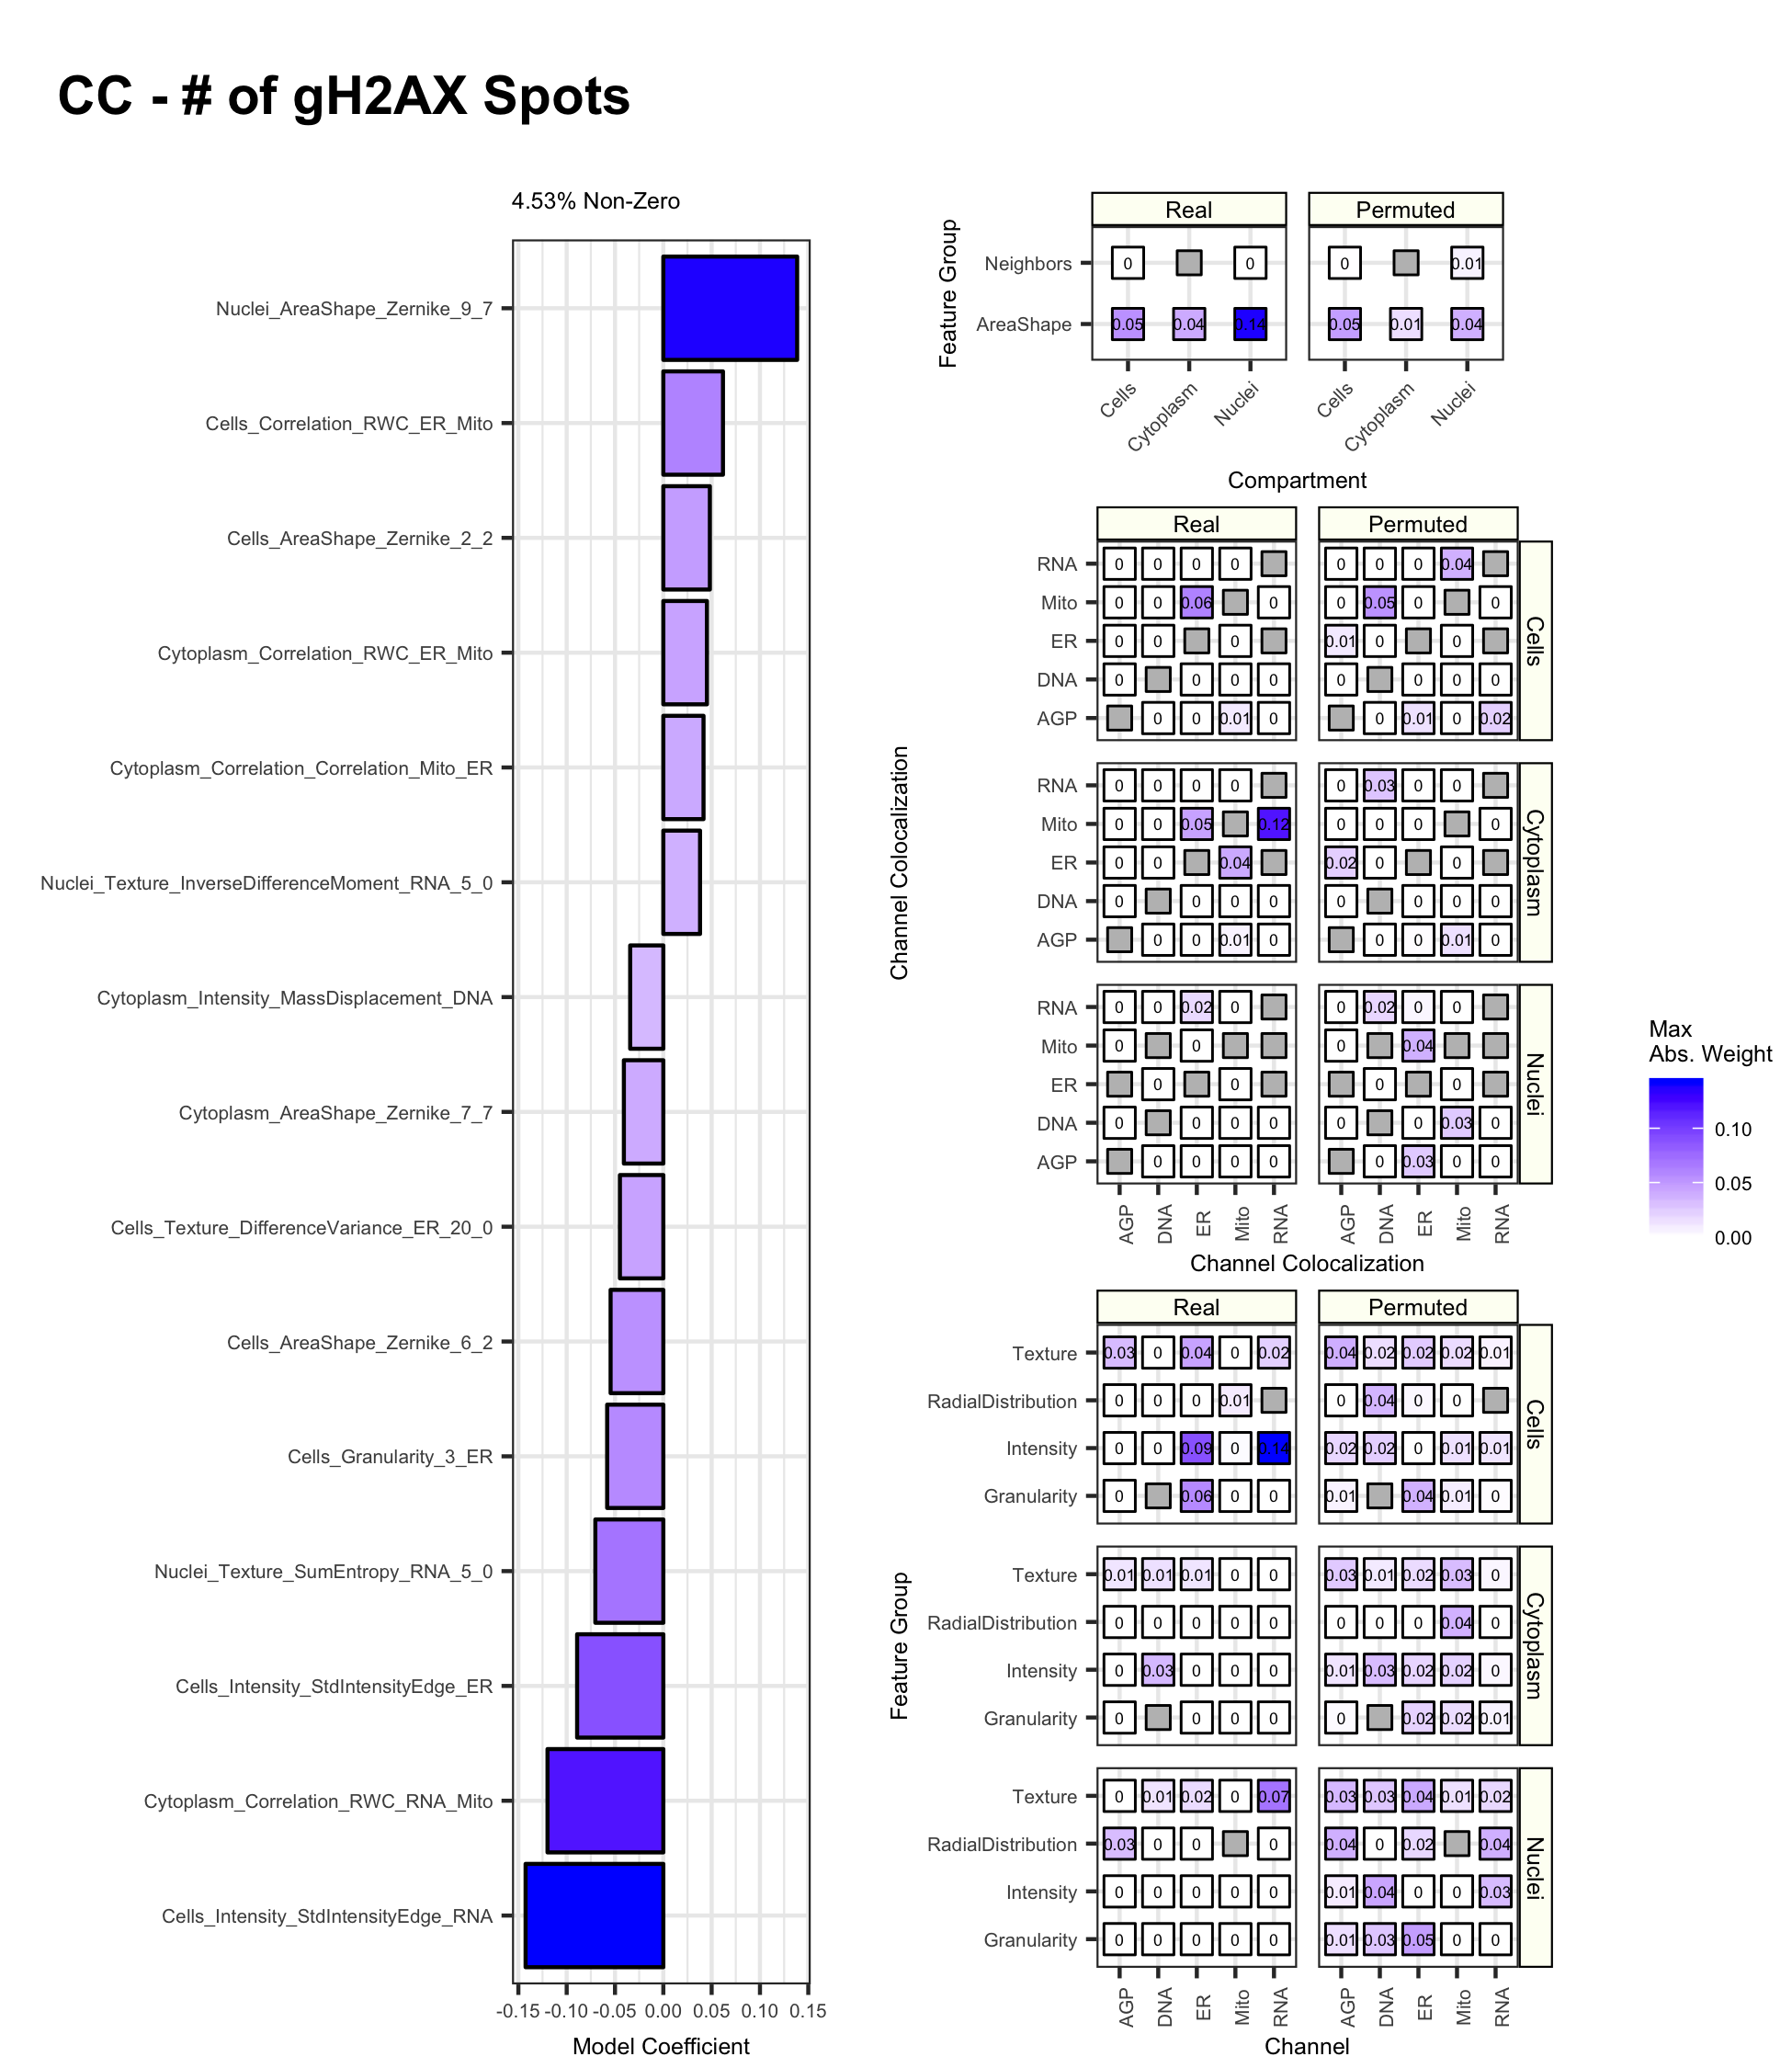 CC - # of gH2AX Spots
4.53% Non-Zero
Nuclei_AreaShape_Zernike_9_7
Cells_Correlation_RWC_ER_Mito
Cells_AreaShape_Zernike_2_2
Cytoplasm_Correlation_RWC_ER_Mito
Cytoplasm_Correlation_Correlation_Mito_ER
Nuclei_Texture_InverseDifferenceMoment_RNA_5_0
Cytoplasm_Intensity_MassDisplacement_DNA
Cytoplasm_AreaShape_Zernike_7_7
Cells_Texture_DifferenceVariance_ER_20_0
Cells_AreaShape_Zernike_6_2
Cells_Granularity_3_ER
Nuclei_Texture_SumEntropy_RNA_5_0
Cells_Intensity_StdIntensityEdge_ER
Cytoplasm_Correlation_RWC_RNA_Mito
Cells_Intensity_StdIntensityEdge_RNA
-0.15 -0.10 -0.05 0.00 0.05 0.10 0.15
Model Coefficient
Feature Group
Real Permuted
Neighbors 0 0 0 0.01
AreaShape 0.05 0.04 0.14 0.05 0.01 0.04
Cells Cytoplasm Nuclei Cells Cytoplasm Nuclei
Compartment
Channel Colocalization
Real Permuted
RNA 0 0 0 0 0 0 0 0.04
Mito 0 0 0.06 0 0 0.05 0 0
ER 0 0 0 0.01 0 0
DNA 0 0 0 0 0 0 0 0
AGP 0 0 0.01 0 0 0.01 0 0.02
Cells
RNA 0 0 0 0 0 0.03 0 0
Mito 0 0 0.05 0.12 0 0 0 0
ER 0 0 0.04 0.02 0 0
DNA 0 0 0 0 0 0 0 0
AGP 0 0 0.01 0 0 0 0.01 0
Cytoplasm
RNA 0 0 0.02 0 0 0.02 0 0
Mito 0 0 0 0.04
ER 0 0 0 0
DNA 0 0 0 0 0 0 0.03 0
AGP 0 0 0 0 0 0.03 0 0
Nuclei
AGP DNA ER Mito RNA AGP DNA ER Mito RNA
Channel Colocalization
Feature Group
Real Permuted
Texture 0.03 0 0.04 0 0.02 0.04 0.02 0.02 0.02 0.01
RadialDistribution 0 0 0 0.01 0 0.04 0 0
Intensity 0 0 0.09 0 0.14 0.02 0.02 0 0.01 0.01
Granularity 0 0.06 0 0 0.01 0.04 0.01 0
Cells
Texture 0.01 0.01 0.01 0 0 0.03 0.01 0.02 0.03 0
RadialDistribution 0 0 0 0 0 0 0 0 0.04 0
Intensity 0 0.03 0 0 0 0.01 0.03 0.02 0.02 0
Granularity 0 0 0 0 0 0.02 0.02 0.01
Cytoplasm
Texture 0 0.01 0.02 0 0.07 0.03 0.03 0.04 0.01 0.02
RadialDistribution 0.03 0 0 0 0.04 0 0.02 0.04
Intensity 0 0 0 0 0 0.01 0.04 0 0 0.03
Granularity 0 0 0 0 0 0.01 0.03 0.05 0 0
Nuclei
AGP DNA ER Mito RNA AGP DNA ER Mito RNA
Channel
Max
Abs. Weight
0.10
0.05
0.00